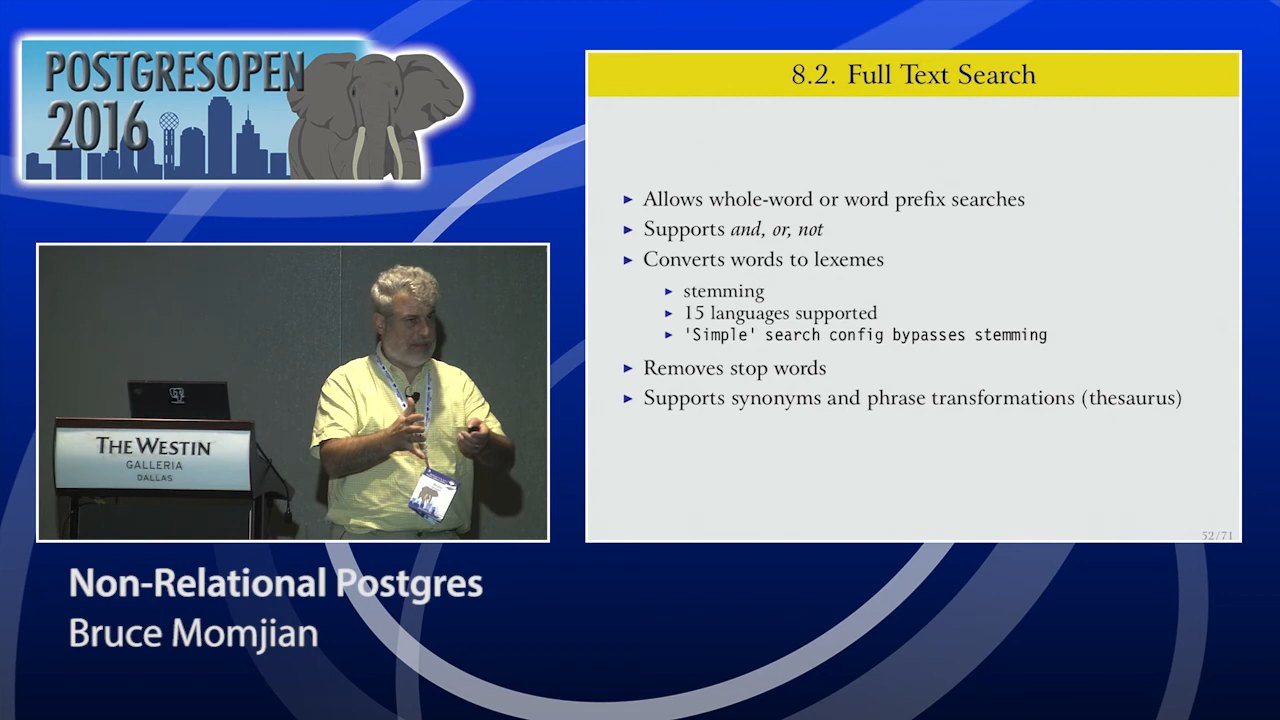 POSTGRESOPEN
2016
8.2. Full Text Search
Allows whole-word or word prefix searches
Supports and, or, not
Converts words to lexemes
stemming
15 languages supported
'Simple' search config bypasses stemming
Removes stop words
Supports synonyms and phrase transformations (thesaurus)
52/71
THE WESTIN
GALLERIA
DALLAS
Non-Relational Postgres
Bruce Momjian